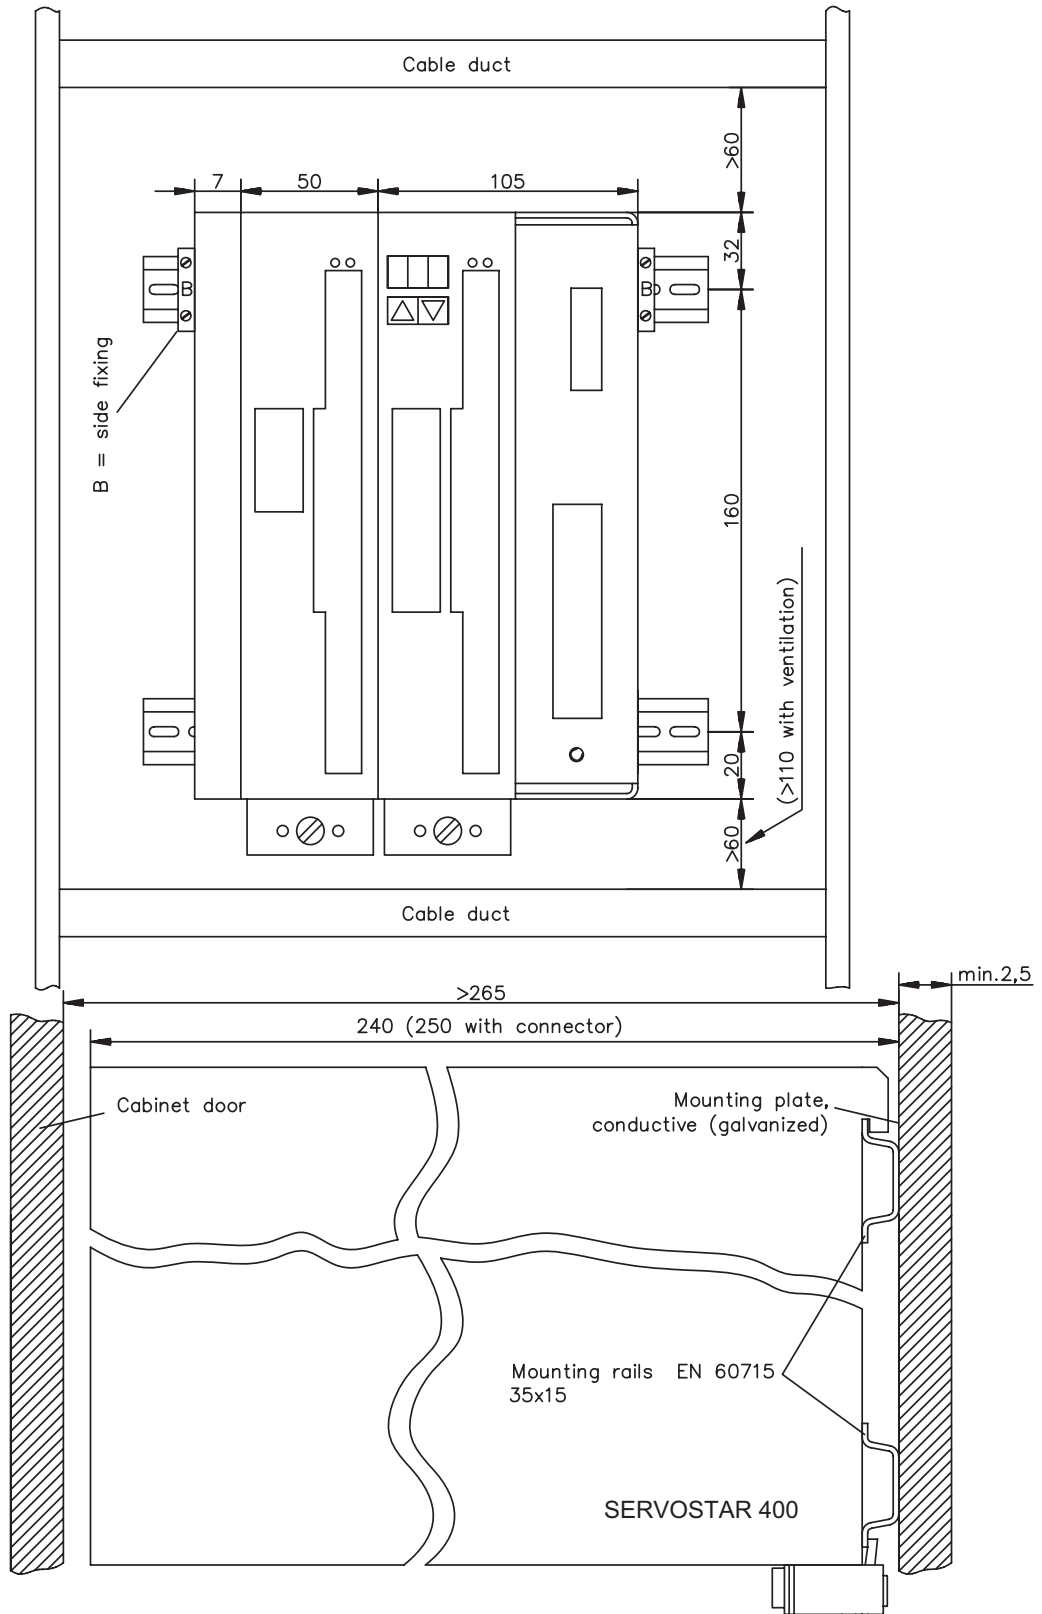 Cable duct
>60
7
50
105
32
B
B
B = side fixing
160
(>110 with ventilation)
20
>60
Cable duct
min.2,5
>265
240 (250 with connector)
Cabinet door
Mounting plate,
conductive (galvanized)
Mounting rails EN 60715
35x15
SERVOSTAR 400